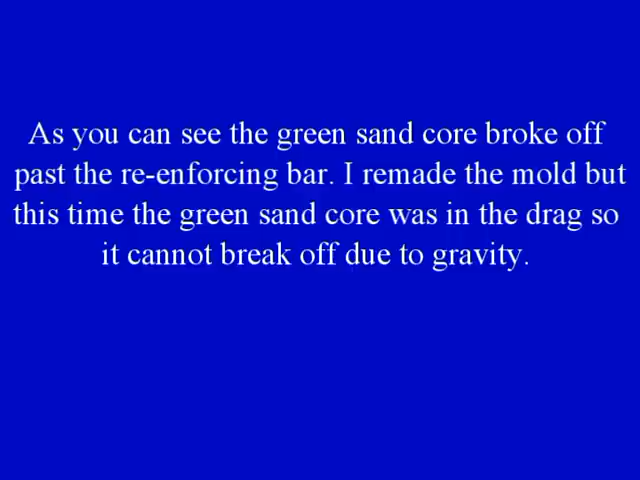 As you can see the green sand core broke off
past the re-enforcing bar. I remade the mold but
this time the green sand core was in the drag so
it cannot break off due to gravity.